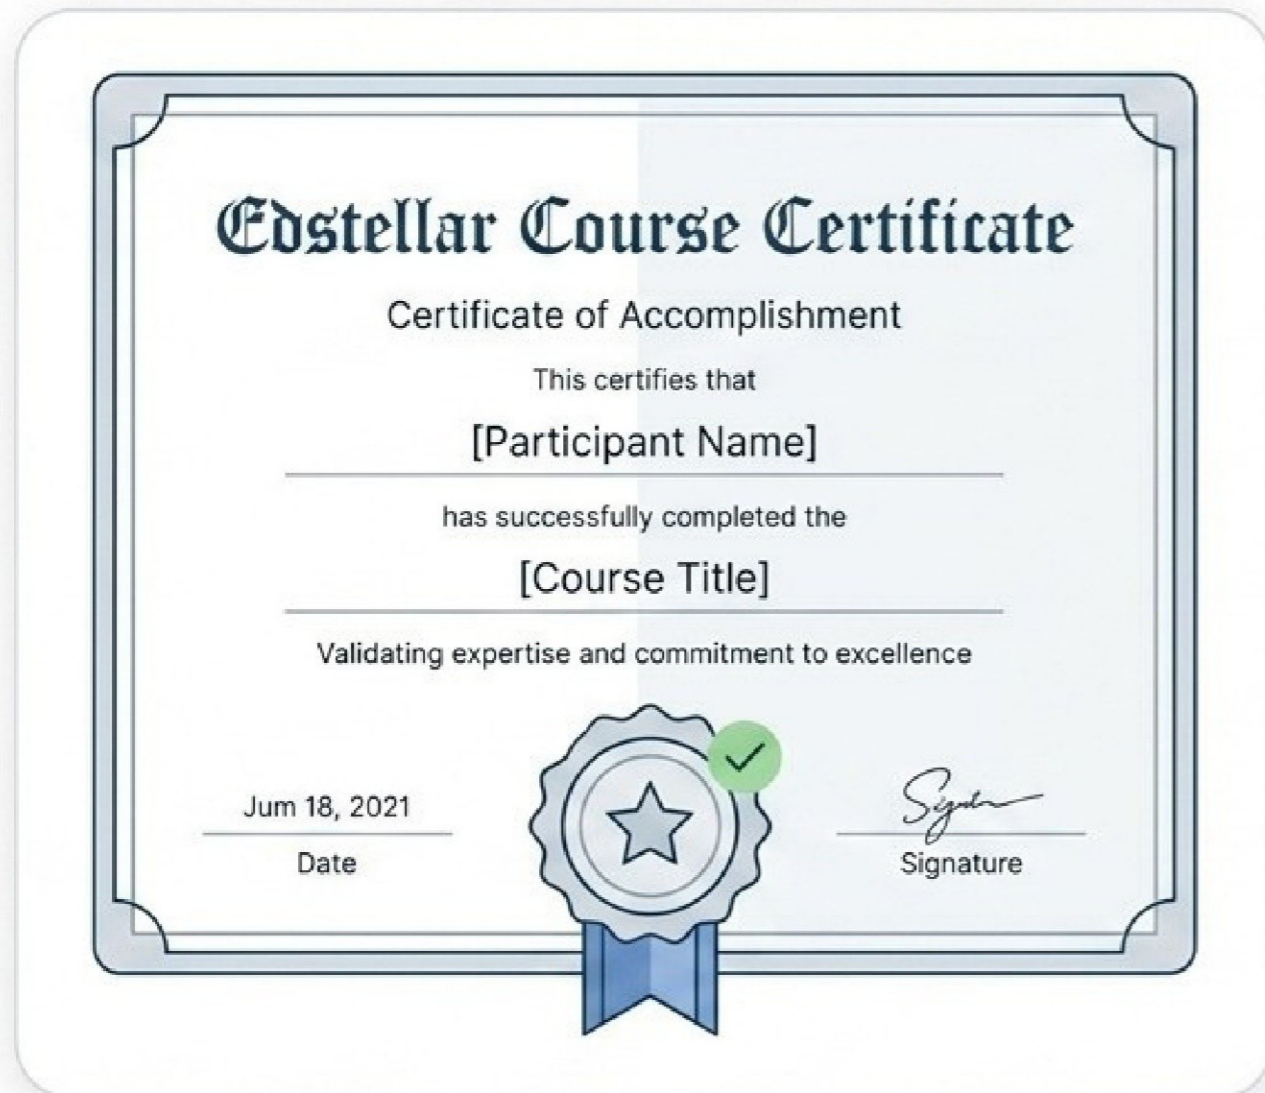 Edstellar Course Certificate
Certificate of Accomplishment
This certifies that
[Participant Name]
has successfully completed the
[Course Title]
Validating expertise and commitment to excellence
Jum 18, 2021
Date
Signature